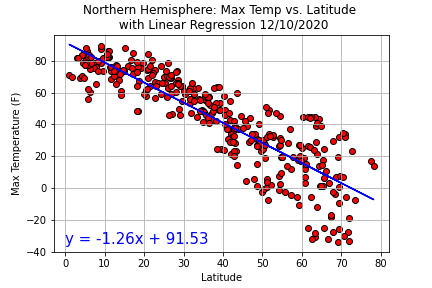 Northern Hemisphere: Max Temp vs. Latitude
with Linear Regression 12/10/2020
Max Temperature (F)
80
60
40
20
0
−20
−40
y = -1.26x + 91.53
0 10 20 30 40 50 60 70 80
Latitude